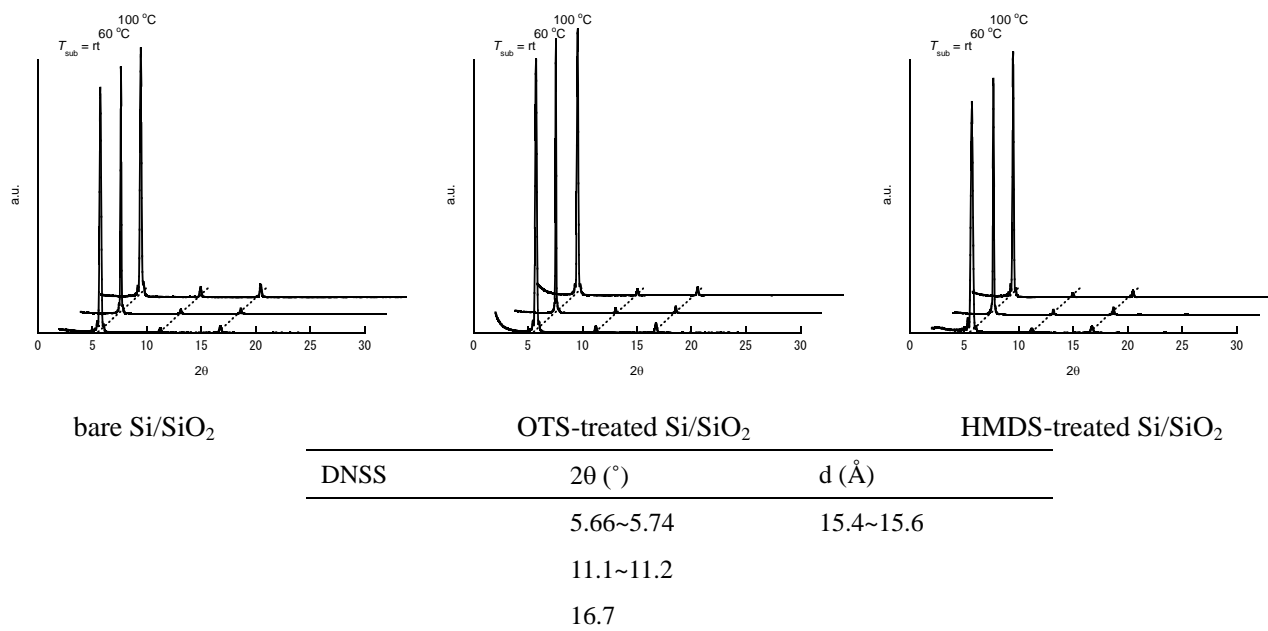 100 °C
60 °C
T_sub = rt
a.u.
0 5 10 15 20 25 30
2θ
bare Si/SiO₂
100 °C
60 °C
T_sub = rt
a.u.
0 5 10 15 20 25 30
2θ
OTS-treated Si/SiO₂
100 °C
60 °C
T_sub = rt
a.u.
0 5 10 15 20 25 30
2θ
HMDS-treated Si/SiO₂
DNSS 2θ (°) d (Å)
5.66~5.74 15.4~15.6
11.1~11.2
16.7